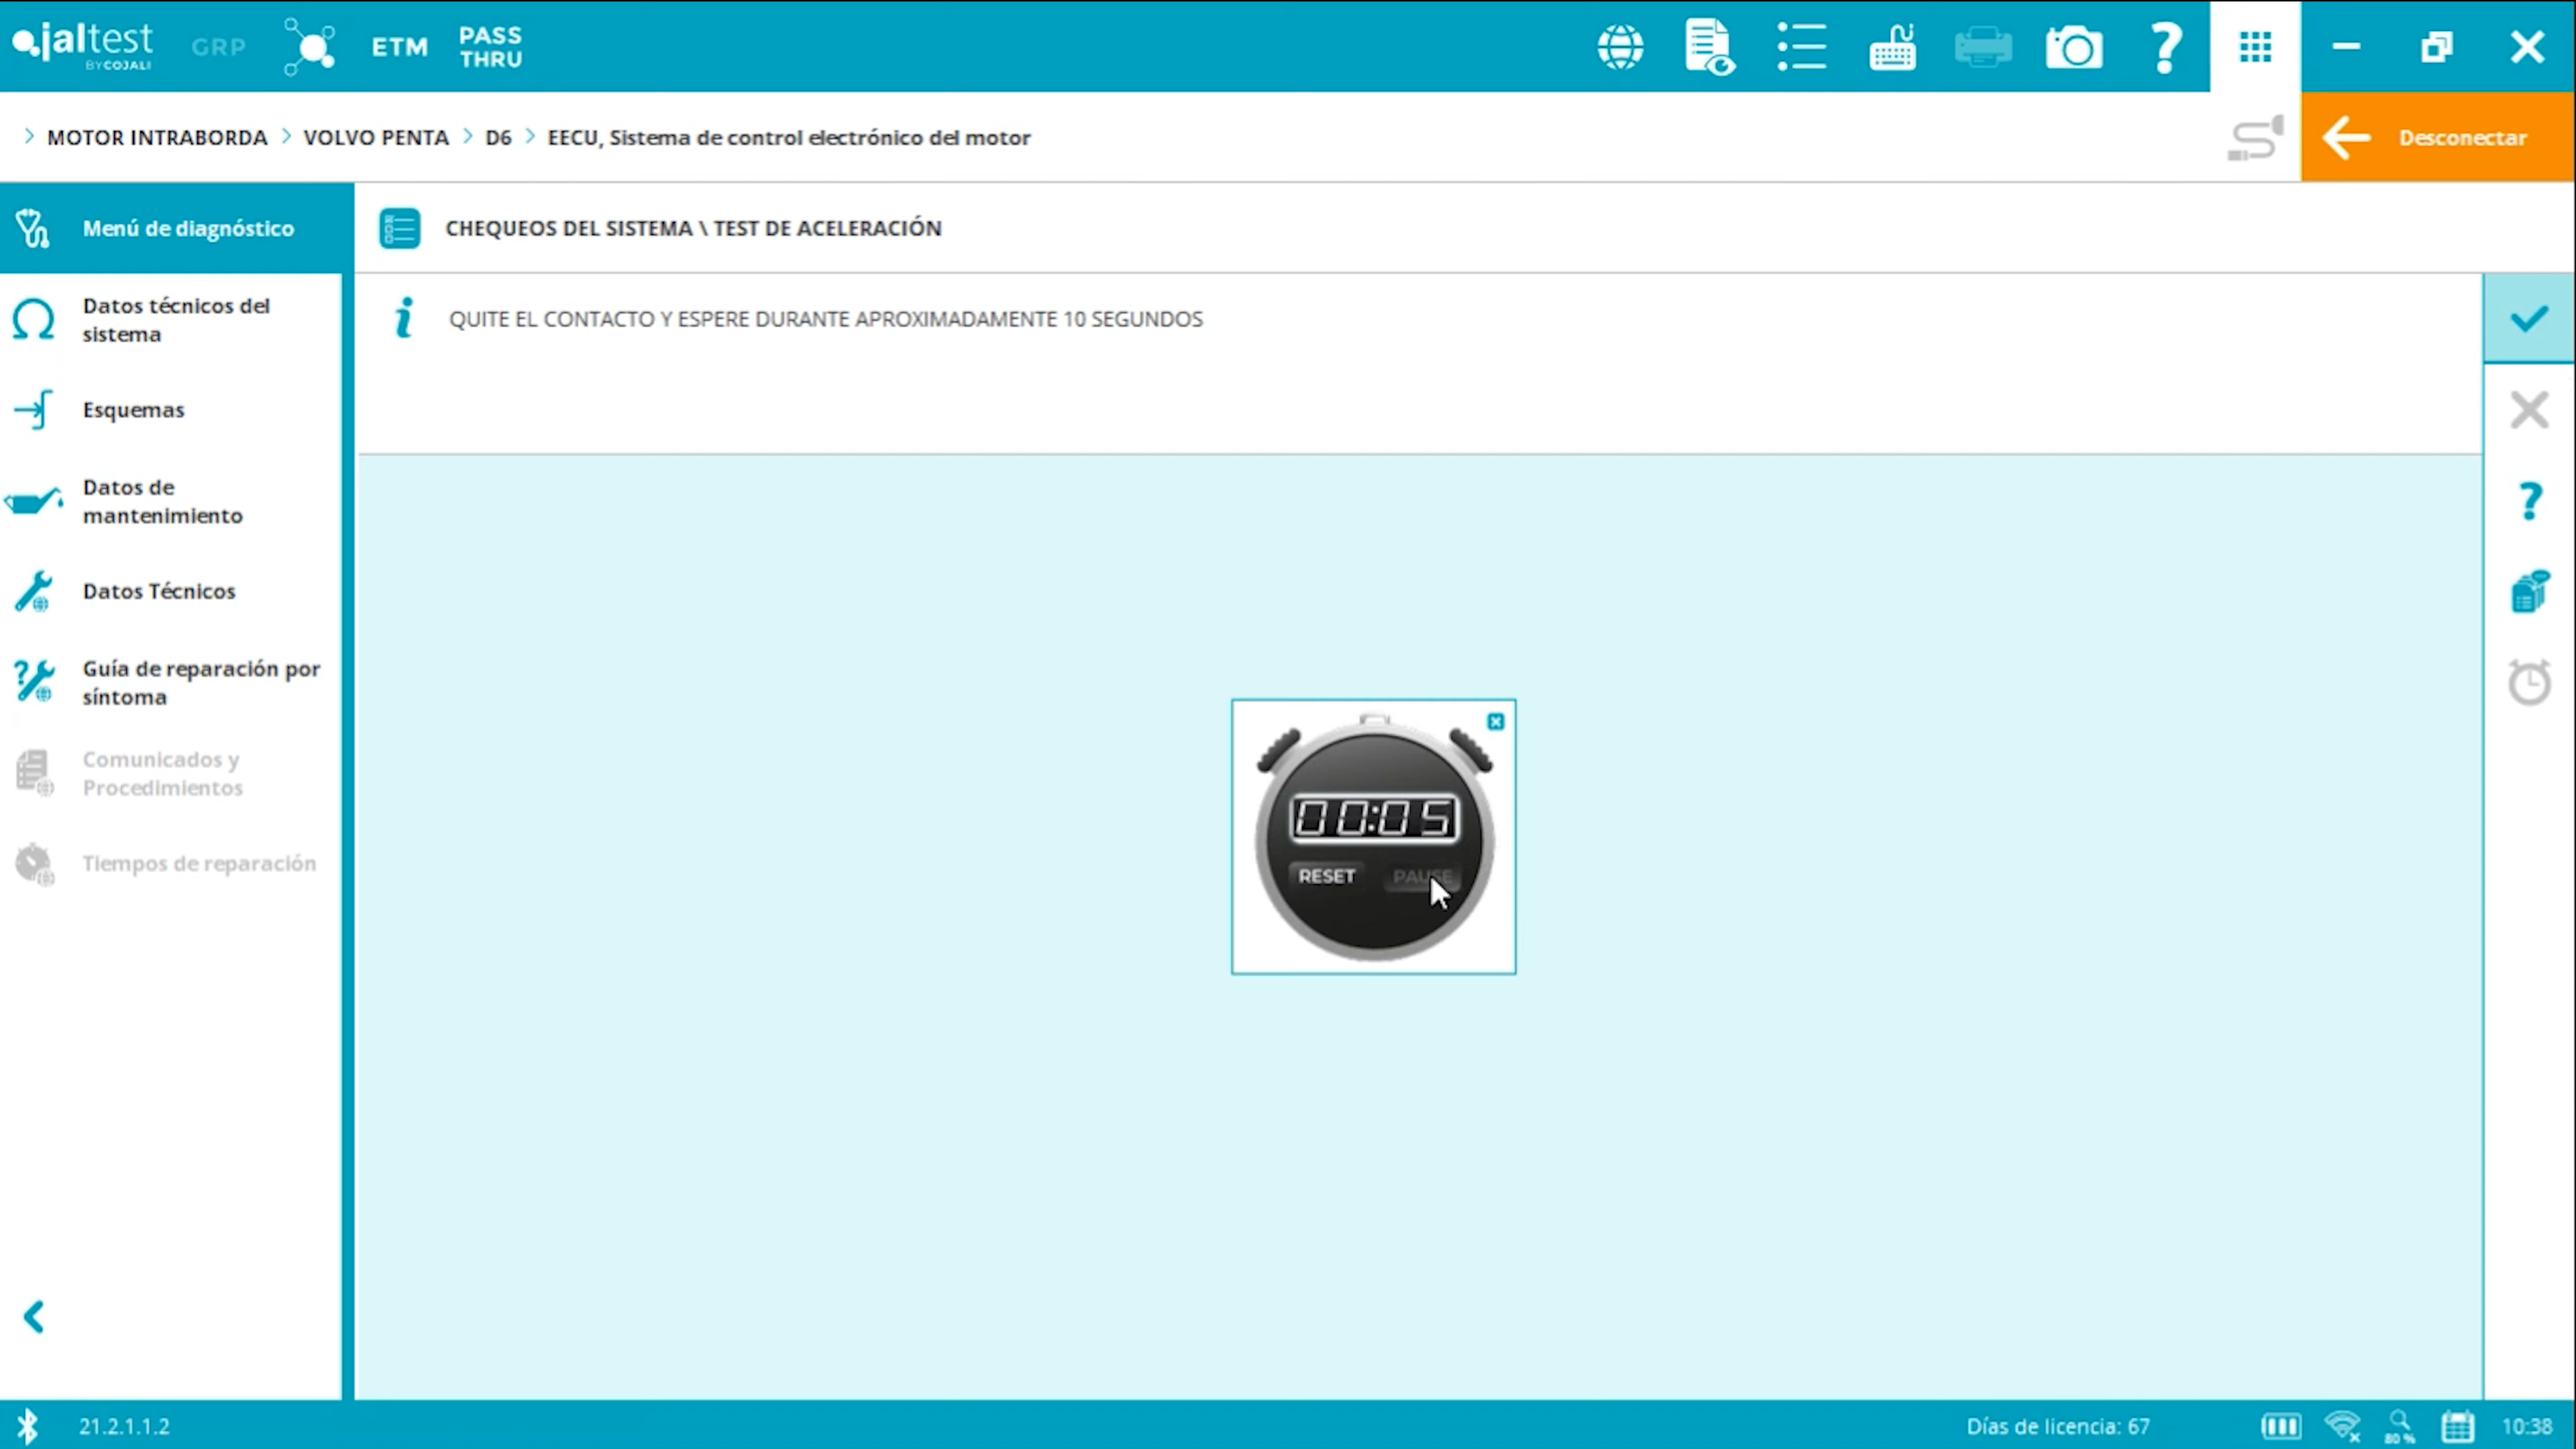 jaltest
BY COJALI
GRP
ETM
PASS
THRU
MOTOR INTRABORDA
VOLVO PENTA
D6
EECU, Sistema de control electrónico del motor
Desconectar
Menú de diagnóstico
CHEQUEOS DEL SISTEMA \ TEST DE ACELERACIÓN
Datos técnicos del
sistema
QUITE EL CONTACTO Y ESPERE DURANTE APROXIMADAMENTE 10 SEGUNDOS
Esquemas
Datos de
mantenimiento
Datos Técnicos
Guía de reparación por
síntoma
Comunicados y
Procedimientos
Tiempos de reparación
00:05
RESET
PAUSE
21.2.1.1.2
Días de licencia: 67
80 %
10:38